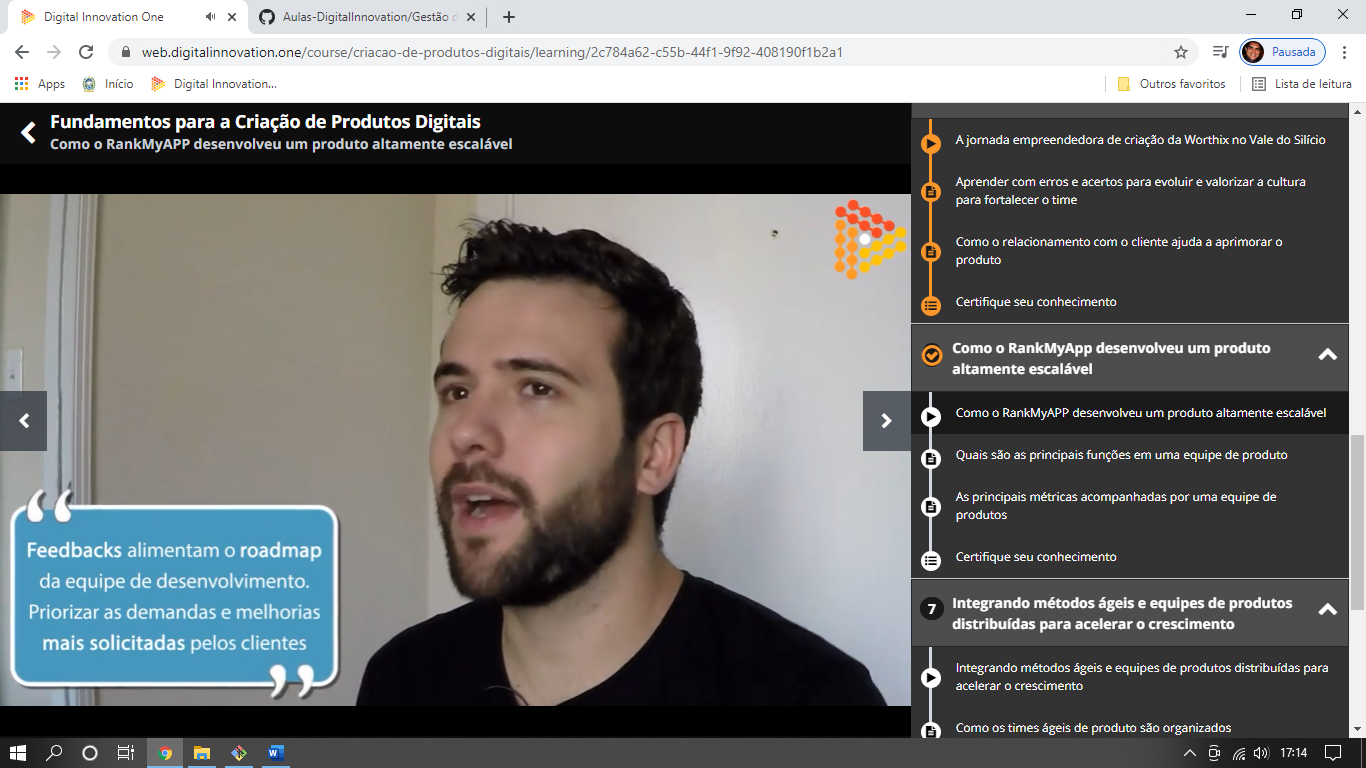 Digital Innovation One
Aulas-DigitalInnovation/Gestão d
web.digitalinnovation.one/course/criacao-de-produtos-digitais/learning/2c784a62-c55b-44f1-9f92-408190f1b2a1
Pausada
Apps
Início
Digital Innovation...
Outros favoritos
Lista de leitura
Fundamentos para a Criação de Produtos Digitais
Como o RankMyAPP desenvolveu um produto altamente escalável
Feedbacks alimentam o roadmap
da equipe de desenvolvimento.
Priorizar as demandas e melhorias
mais solicitadas pelos clientes
A jornada empreendedora de criação da Worthix no Vale do Silício
Aprender com erros e acertos para evoluir e valorizar a cultura
para fortalecer o time
Como o relacionamento com o cliente ajuda a aprimorar o
produto
Certifique seu conhecimento
Como o RankMyApp desenvolveu um produto
altamente escalável
Como o RankMyAPP desenvolveu um produto altamente escalável
Quais são as principais funções em uma equipe de produto
As principais métricas acompanhadas por uma equipe de
produtos
Certifique seu conhecimento
7 Integrando métodos ágeis e equipes de produtos
distribuídas para acelerar o crescimento
Integrando métodos ágeis e equipes de produtos distribuídas para
acelerar o crescimento
Como os times ágeis de produto são organizados
17:14